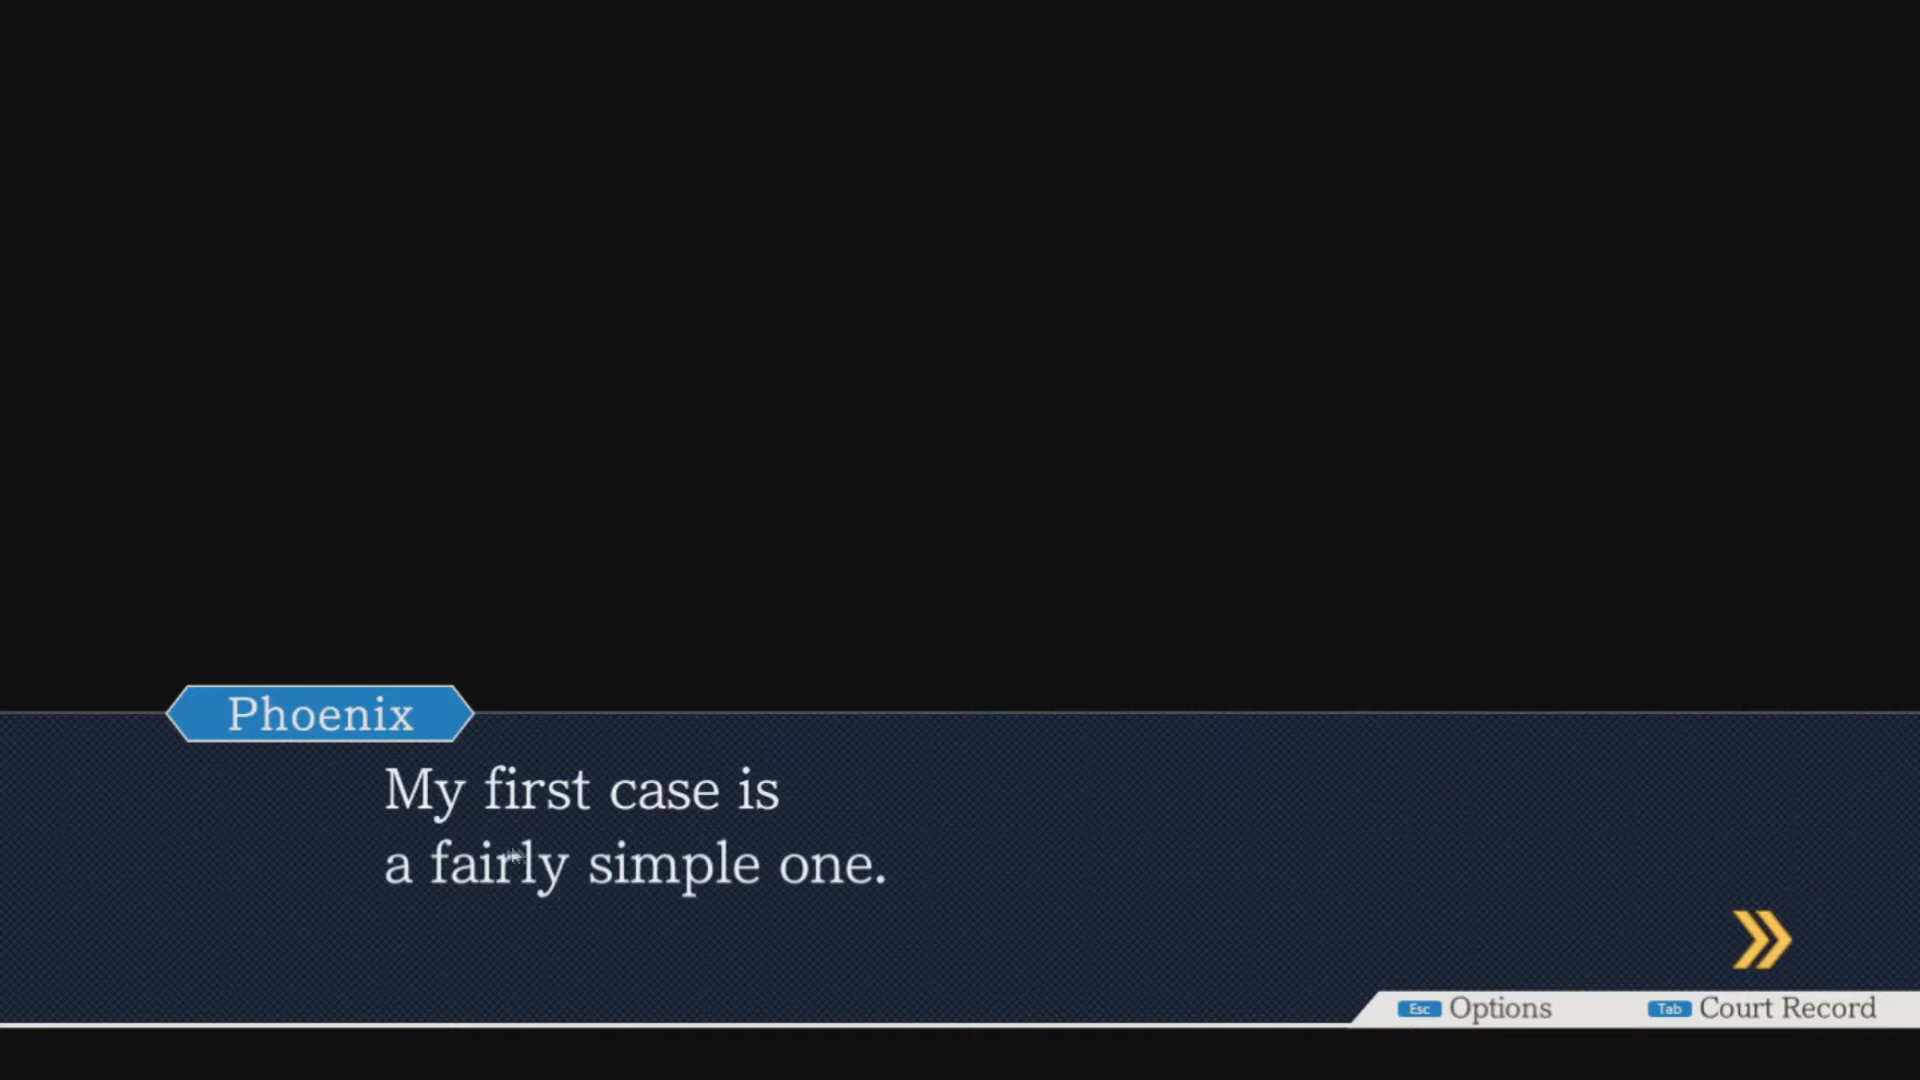 Phoenix
My first case is
a fairly simple one.
Esc Options Tab Court Record